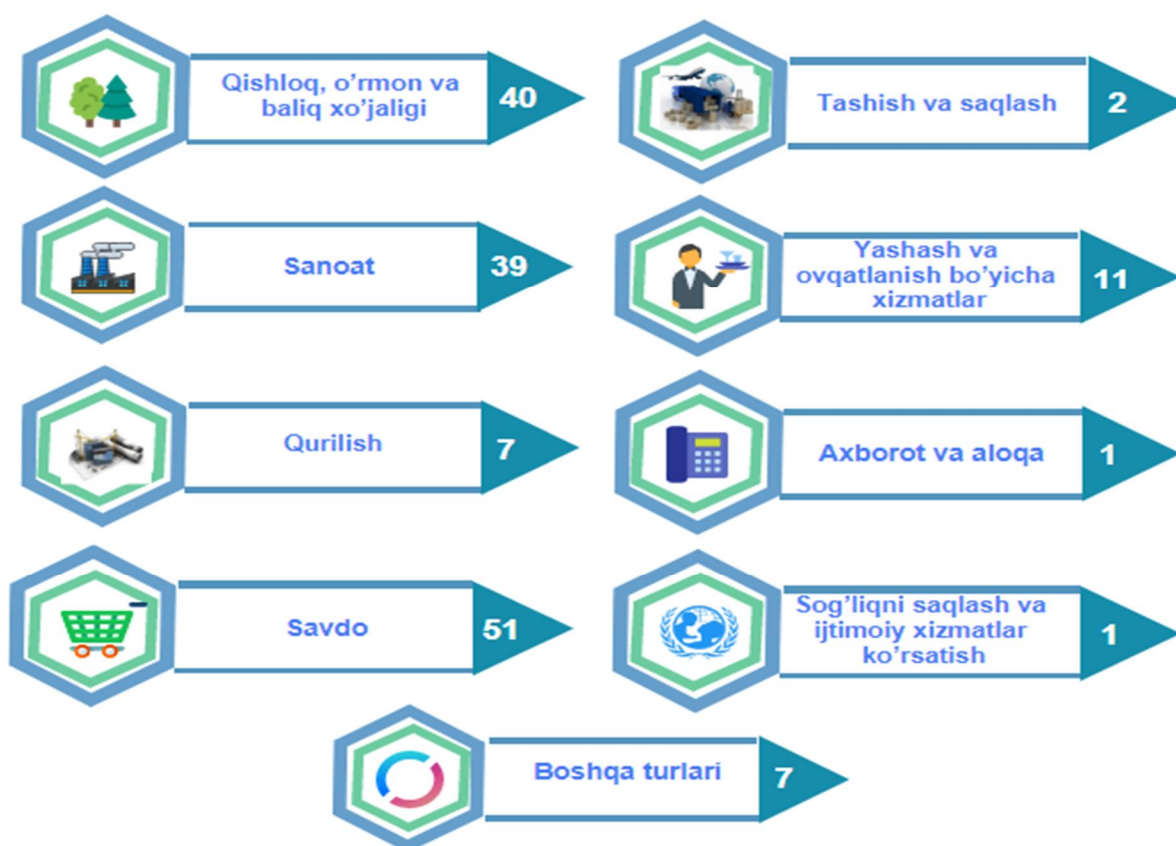 Qishloq, o’rmon va
baliq xo’jaligi
40
Tashish va saqlash
2
Sanoat
39
Yashash va
ovqatlanish bo’yicha
xizmatlar
11
Qurilish
7
Axborot va aloqa
1
Savdo
51
Sog’liqni saqlash va
ijtimoiy xizmatlar
ko’rsatish
1
Boshqa turlari
7